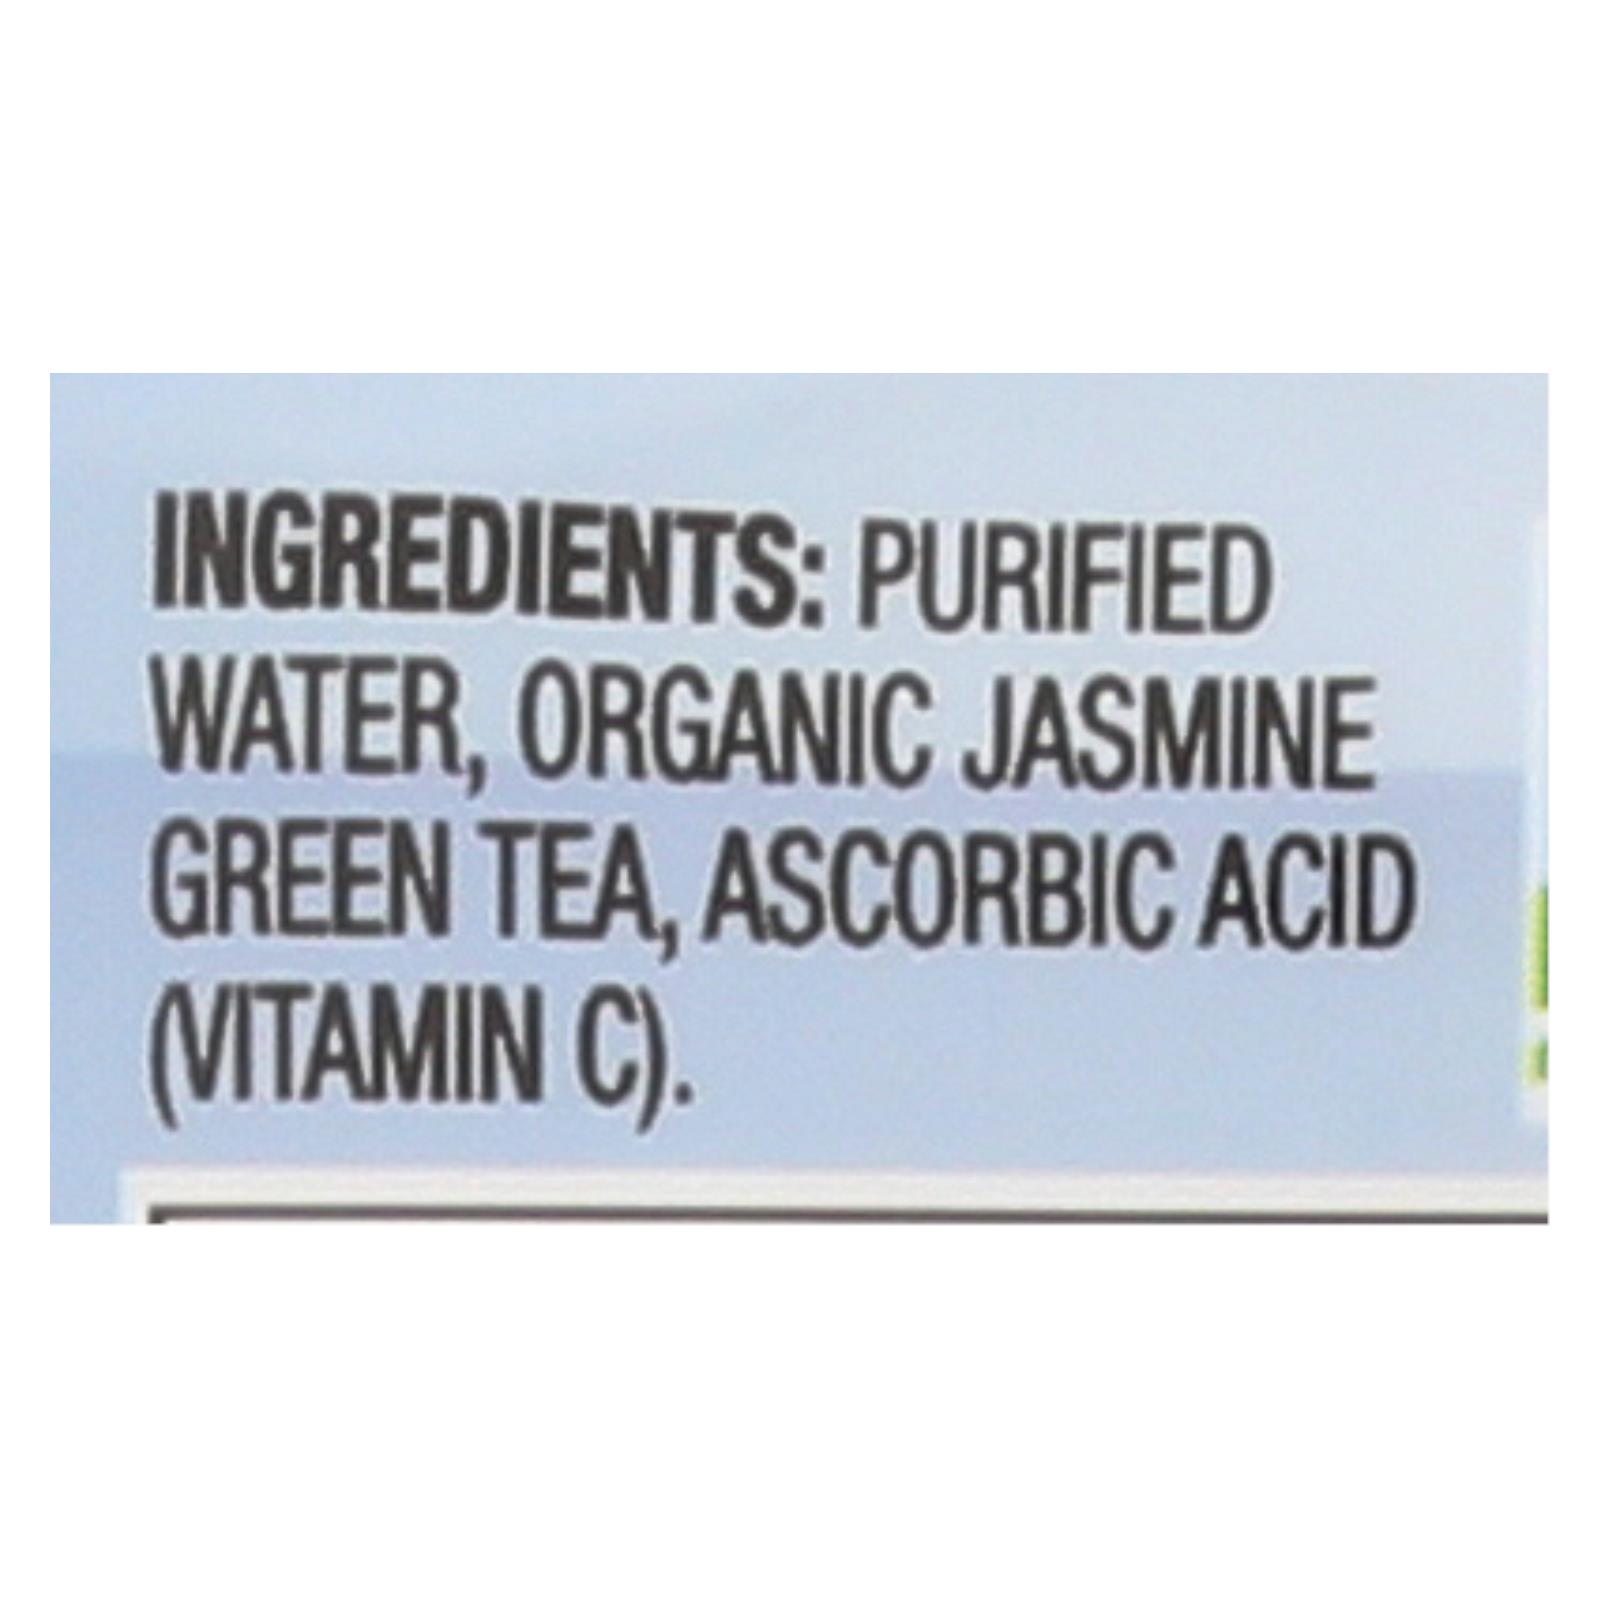 INGREDIENTS: PURIFIED
WATER, ORGANIC JASMINE
GREEN TEA, ASCORBIC ACID
(VITAMIN C).